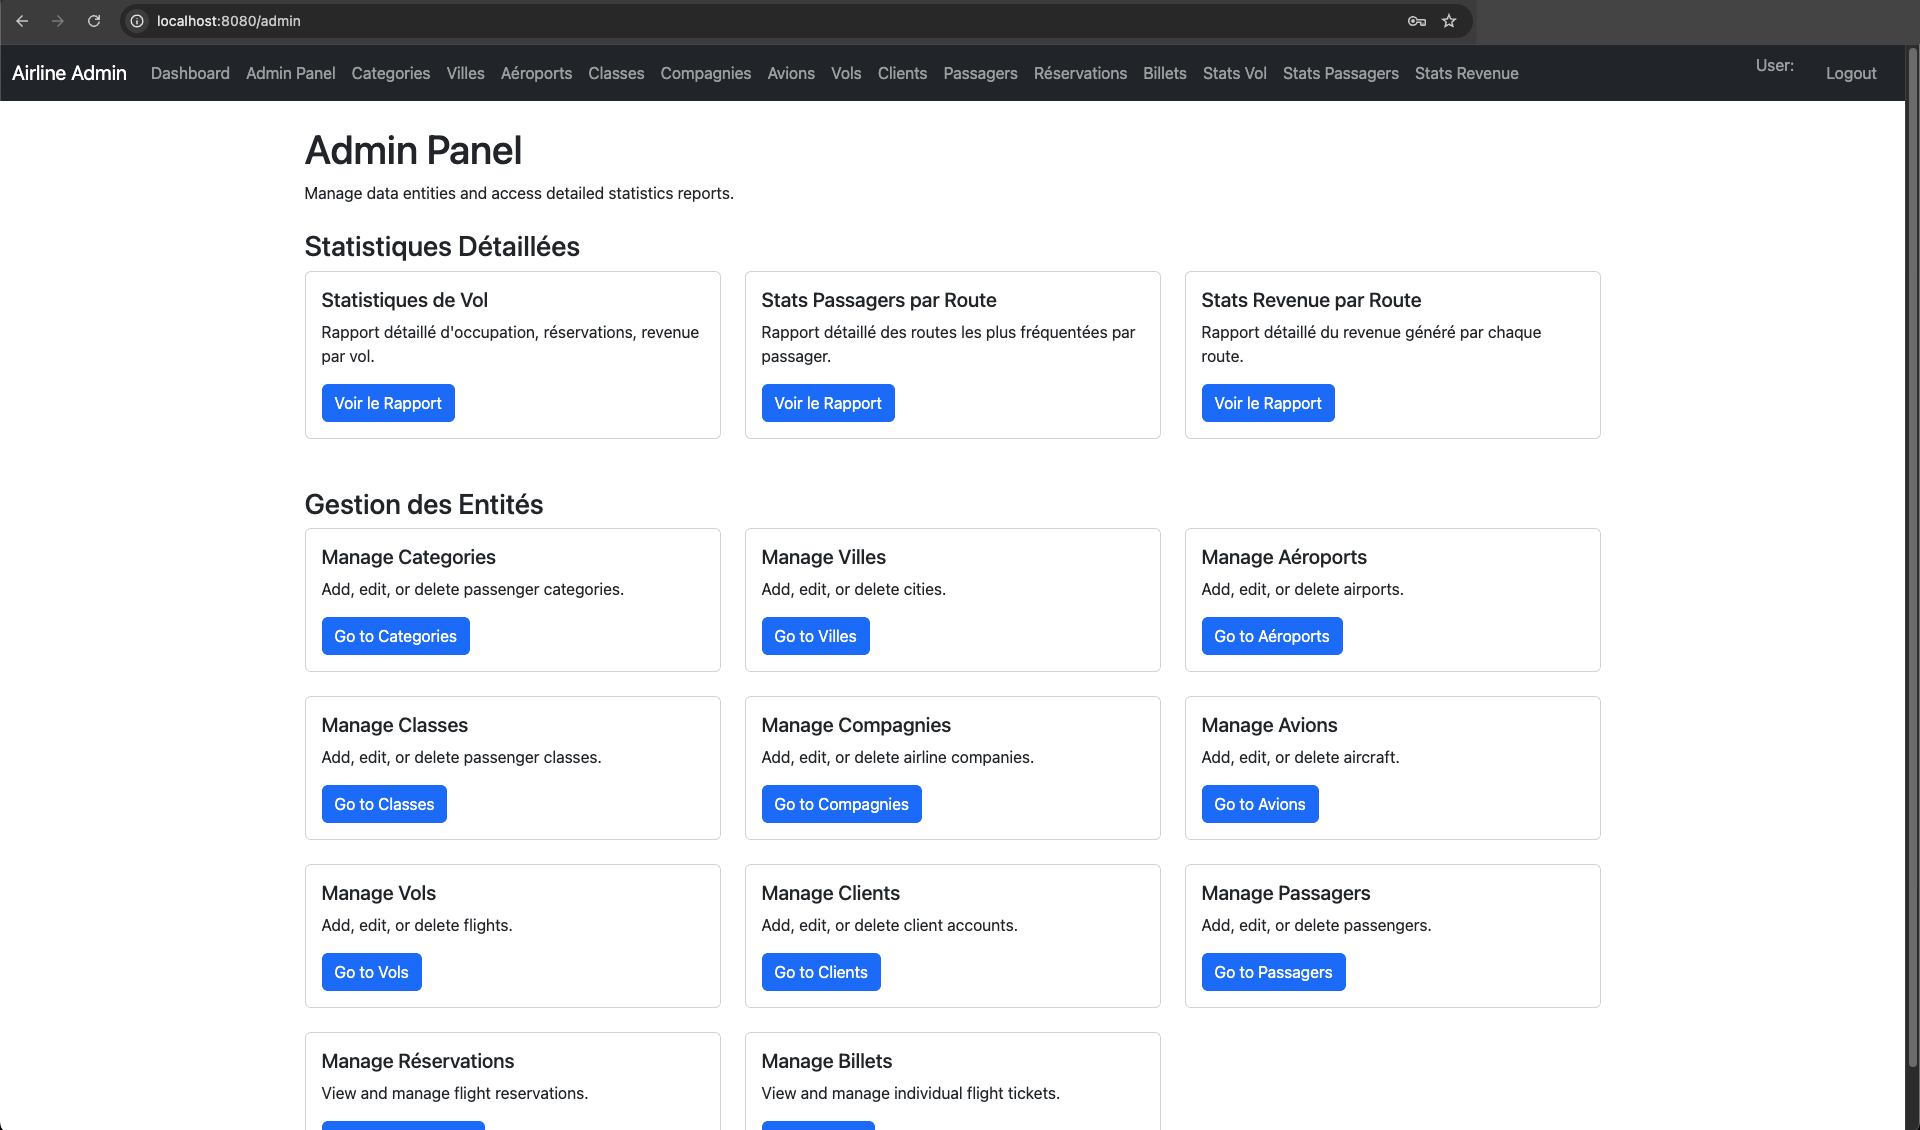 localhost:8080/admin
Airline Admin Dashboard Admin Panel Categories Villes Aéroports Classes Compagnies Avions Vols Clients Passagers Réservations Billets Stats Vol Stats Passagers Stats Revenue User: Logout
Admin Panel
Manage data entities and access detailed statistics reports.
Statistiques Détaillées
Statistiques de Vol
Rapport détaillé d'occupation, réservations, revenue
par vol.
Voir le Rapport
Stats Passagers par Route
Rapport détaillé des routes les plus fréquentées par
passager.
Voir le Rapport
Stats Revenue par Route
Rapport détaillé du revenue généré par chaque
route.
Voir le Rapport
Gestion des Entités
Manage Categories
Add, edit, or delete passenger categories.
Go to Categories
Manage Villes
Add, edit, or delete cities.
Go to Villes
Manage Aéroports
Add, edit, or delete airports.
Go to Aéroports
Manage Classes
Add, edit, or delete passenger classes.
Go to Classes
Manage Compagnies
Add, edit, or delete airline companies.
Go to Compagnies
Manage Avions
Add, edit, or delete aircraft.
Go to Avions
Manage Vols
Add, edit, or delete flights.
Go to Vols
Manage Clients
Add, edit, or delete client accounts.
Go to Clients
Manage Passagers
Add, edit, or delete passengers.
Go to Passagers
Manage Réservations
View and manage flight reservations.
Manage Billets
View and manage individual flight tickets.